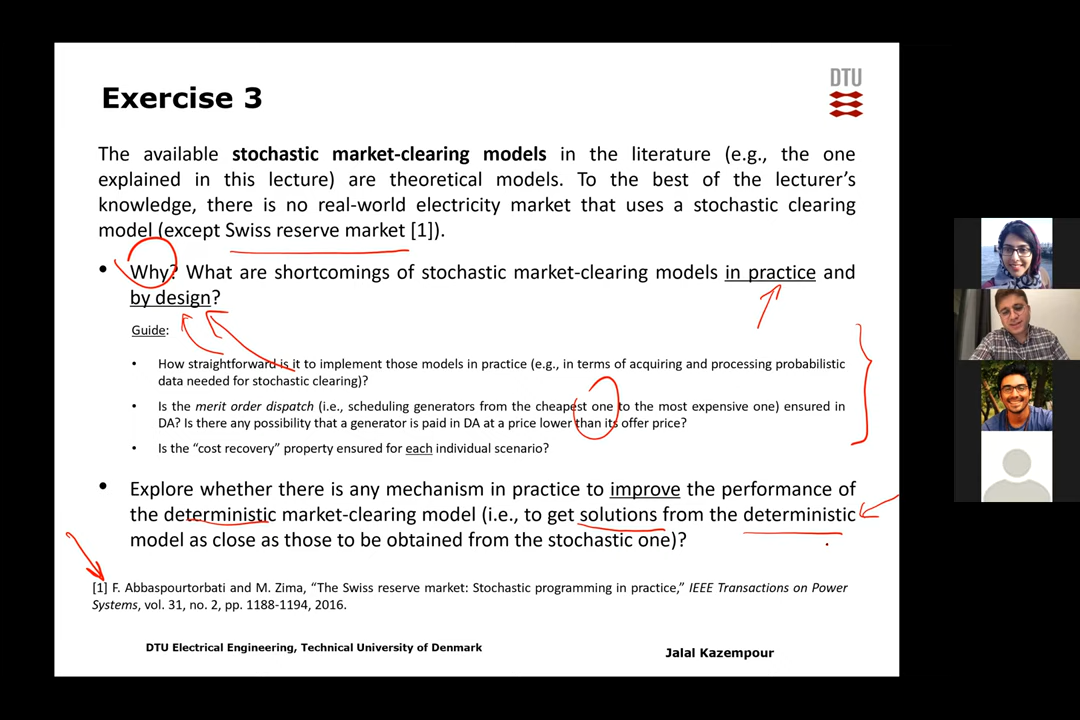 Exercise 3
DTU
The available stochastic market-clearing models in the literature (e.g., the one
explained in this lecture) are theoretical models. To the best of the lecturer's
knowledge, there is no real-world electricity market that uses a stochastic clearing
model (except Swiss reserve market [1]).
• Why? What are shortcomings of stochastic market-clearing models in practice and
by design?
Guide:
• How straightforward is it to implement those models in practice (e.g., in terms of acquiring and processing probabilistic
data needed for stochastic clearing)?
• Is the merit order dispatch (i.e., scheduling generators from the cheapest one to the most expensive one) ensured in
DA? Is there any possibility that a generator is paid in DA at a price lower than its offer price?
• Is the “cost recovery” property ensured for each individual scenario?
• Explore whether there is any mechanism in practice to improve the performance of
the deterministic market-clearing model (i.e., to get solutions from the deterministic
model as close as those to be obtained from the stochastic one)?
[1] F. Abbaspourtorbati and M. Zima, “The Swiss reserve market: Stochastic programming in practice,” IEEE Transactions on Power
Systems, vol. 31, no. 2, pp. 1188-1194, 2016.
DTU Electrical Engineering, Technical University of Denmark
Jalal Kazempour